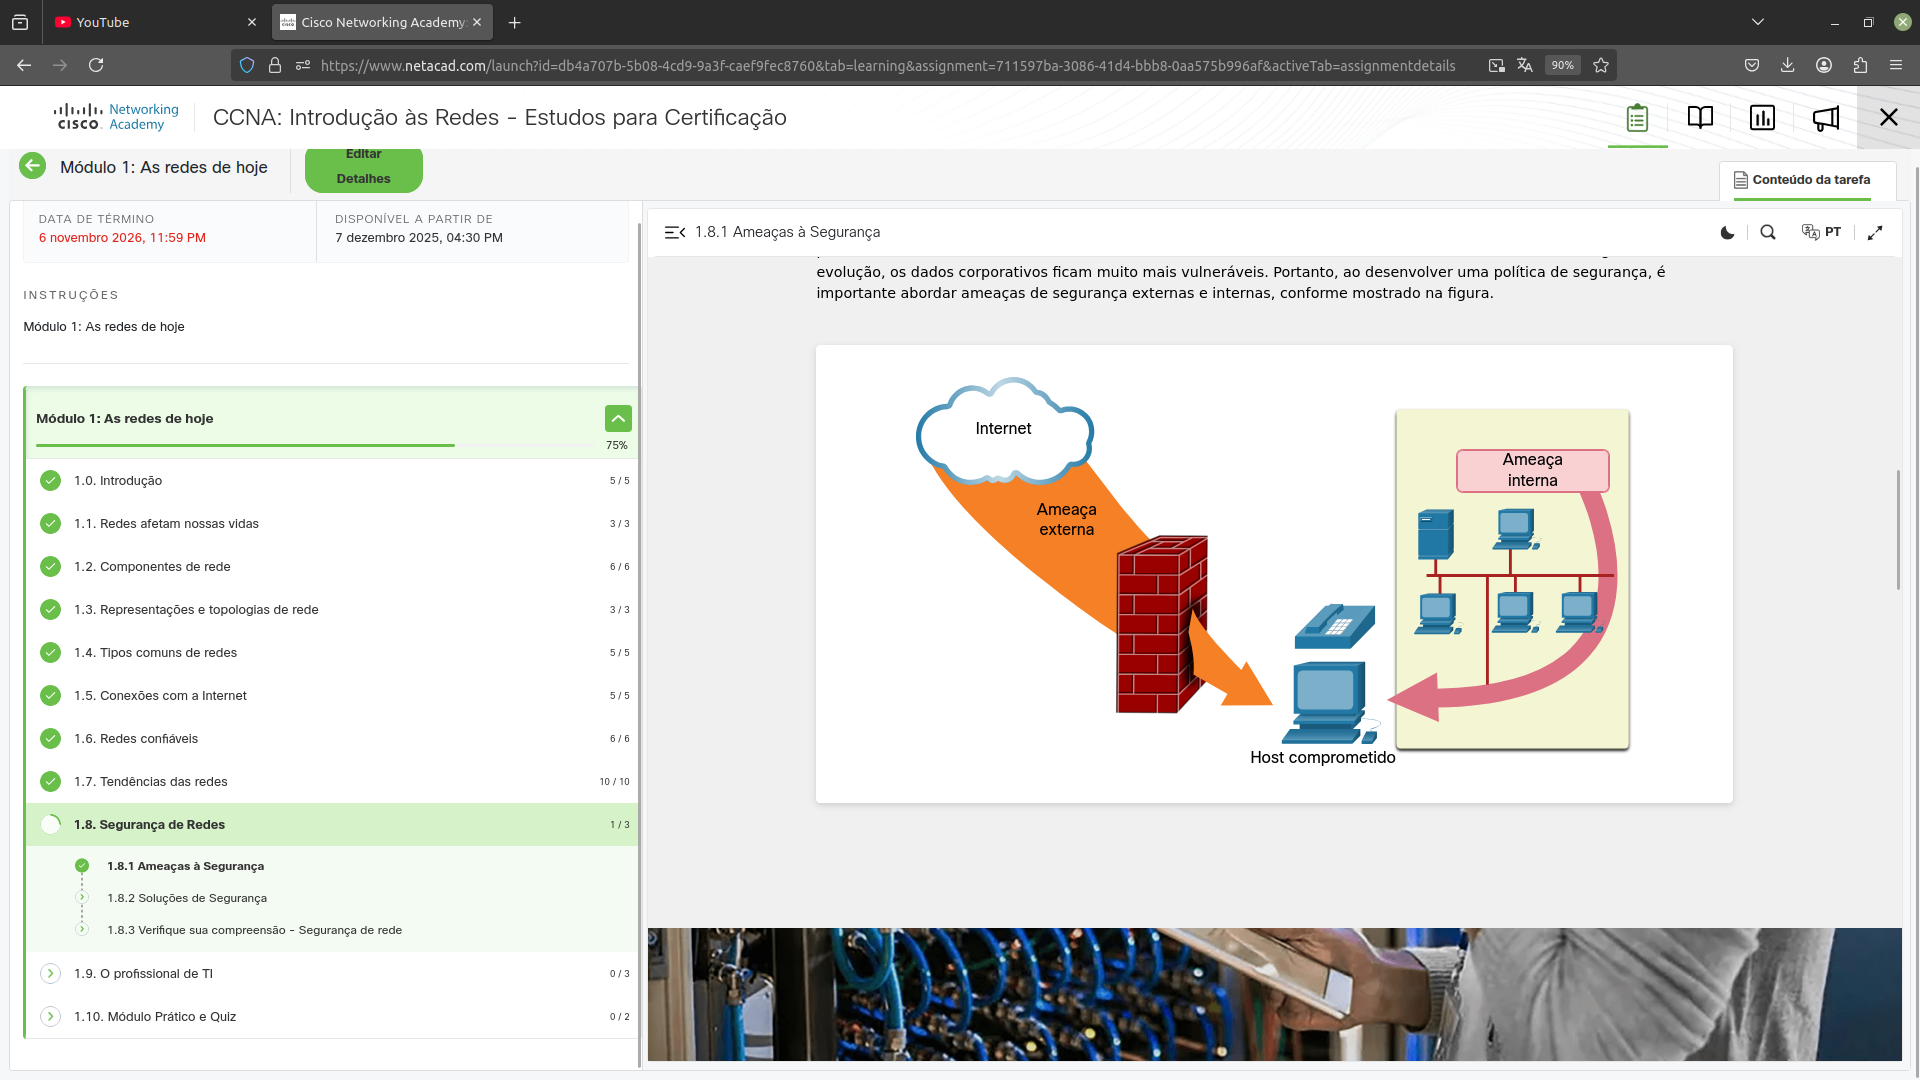 YouTube
Cisco Networking Academy:
https://www.netacad.com/launch?id=db4a707b-5b08-4cd9-9a3f-caef9fec8760&tab=learning&assignment=711597ba-3086-41d4-bbb8-0aa575b996af&activeTab=assignmentdetails
90%
CISCO
Networking
Academy
CCNA: Introdução às Redes - Estudos para Certificação
Módulo 1: As redes de hoje
Editar
Detalhes
Conteúdo da tarefa
DATA DE TÉRMINO
6 novembro 2026, 11:59 PM
DISPONÍVEL A PARTIR DE
7 dezembro 2025, 04:30 PM
INSTRUÇÕES
Módulo 1: As redes de hoje
Módulo 1: As redes de hoje
75%
1.0. Introdução 5 / 5
1.1. Redes afetam nossas vidas 3 / 3
1.2. Componentes de rede 6 / 6
1.3. Representações e topologias de rede 3 / 3
1.4. Tipos comuns de redes 5 / 5
1.5. Conexões com a Internet 5 / 5
1.6. Redes confiáveis 6 / 6
1.7. Tendências das redes 10 / 10
1.8. Segurança de Redes 1 / 3
1.8.1 Ameaças à Segurança
1.8.2 Soluções de Segurança
1.8.3 Verifique sua compreensão - Segurança de rede
1.9. O profissional de TI 0 / 3
1.10. Módulo Prático e Quiz 0 / 2
1.8.1 Ameaças à Segurança
PT
evolução, os dados corporativos ficam muito mais vulneráveis. Portanto, ao desenvolver uma política de segurança, é
importante abordar ameaças de segurança externas e internas, conforme mostrado na figura.
Internet
Ameaça
externa
Ameaça
interna
Host comprometido